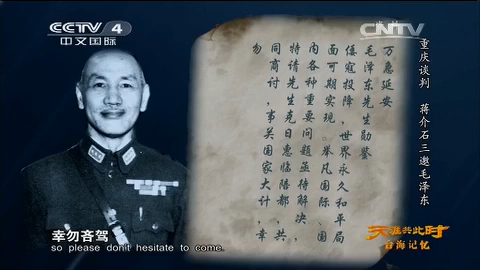 CCTV 4
中文国际
CNTV
重庆谈判 蒋介石三邀毛泽东
万急延安
毛泽东先生勋鉴
倭寇投降，世界永久和平局
面可期实现。举凡国际、国
内各种重要问题亟待解决，
特请先生克日惠临陪都，共
同商讨，事关国家大计，幸
勿
幸勿吝驾
so please don't hesitate to come.
天涯共此时
台海记忆